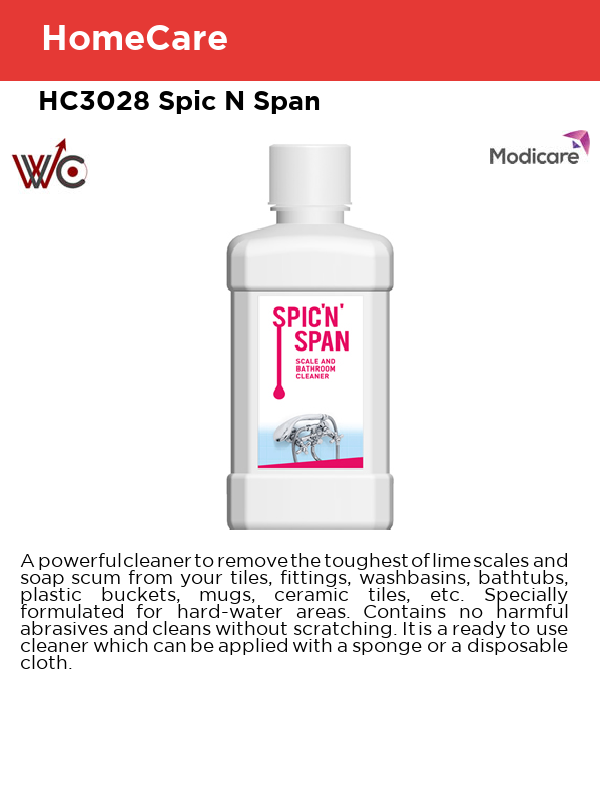 HomeCare
HC3028 Spic N Span
WC
Modicare
SPIC'N'
SPAN
SCALE AND
BATHROOM
CLEANIER
A powerful cleaner to remove the toughest of lime scales and
soap scum from your tiles, fittings, washbasins, bathtubs,
plastic buckets, mugs, ceramic tiles, etc. Specially
formulated for hard-water areas. Contains no harmful
abrasives and cleans without scratching. It is a ready to use
cleaner which can be applied with a sponge or a disposable
cloth.